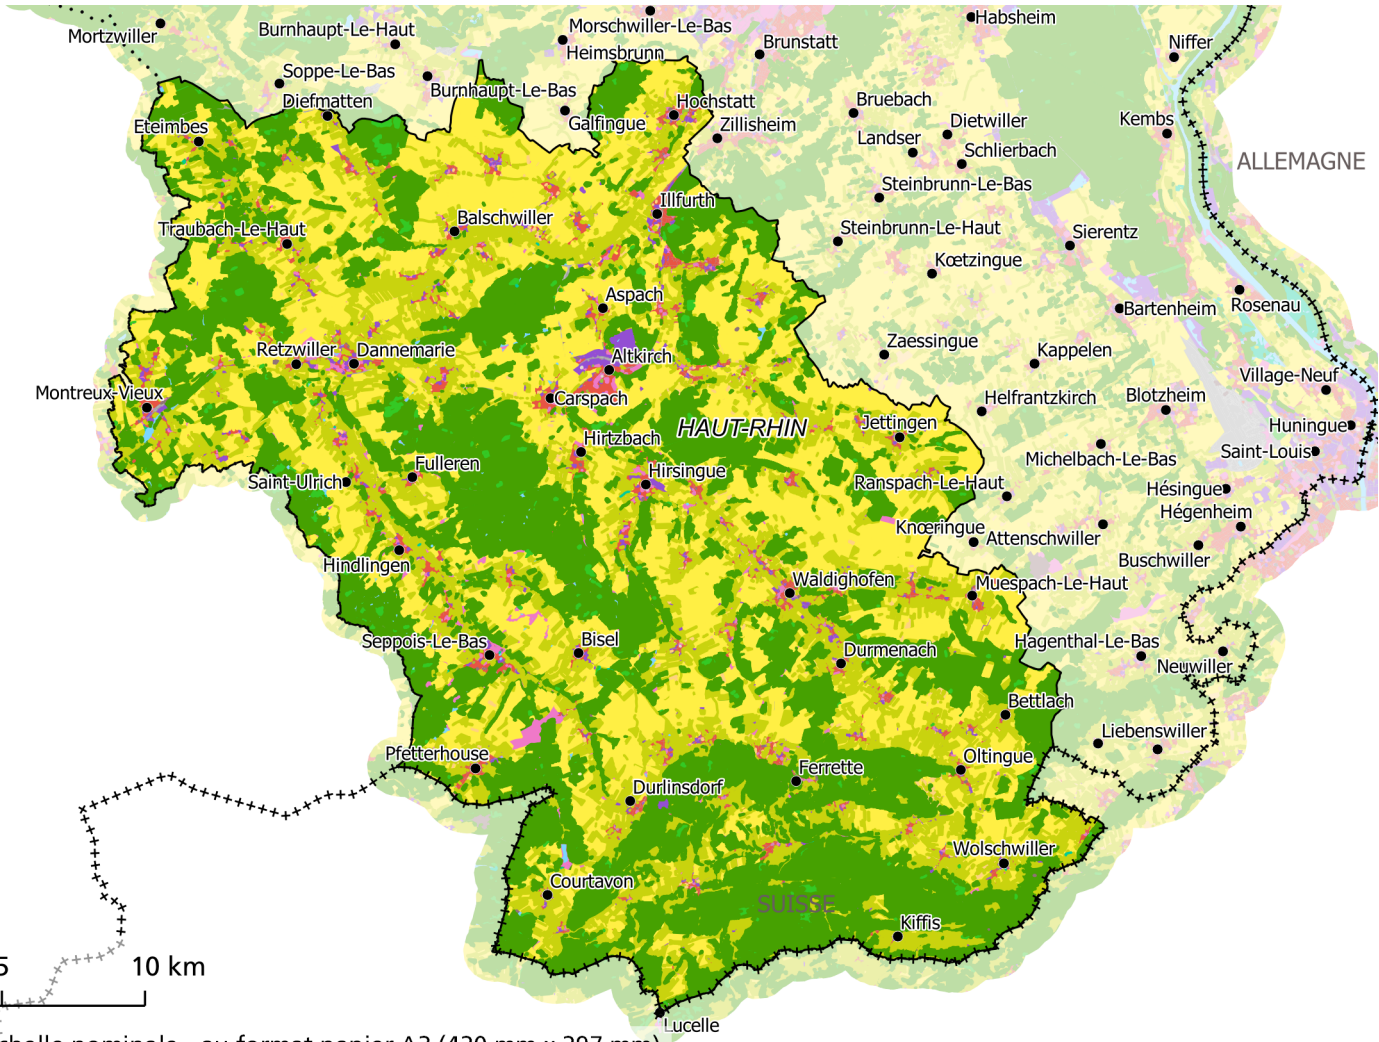 Habsheim
Mortzwiller
Burnhaupt-Le-Haut
Morschwiller-Le-Bas
Heimsbrunn
Brunstatt
Niffer
Soppe-Le-Bas
Burnhaupt-Le-Bas
Diefmatten
Hochstatt
Galfingue
Zillisheim
Bruebach
Dietwiller
Kembs
Eteimbes
Landser
Schlierbach
ALLEMAGNE
Steinbrunn-Le-Bas
Illfurth
Balschwiller
Traubach-Le-Haut
Steinbrunn-Le-Haut
Sierentz
Kœtzingue
Aspach
Bartenheim
Rosenau
Retzwiller
Dannemarie
Altkirch
Zaessingue
Kappelen
Village-Neuf
Montreux-Vieux
Carspach
Helfrantzkirch
Blotzheim
HAUT-RHIN
Jettingen
Huningue
Hirtzbach
Michelbach-Le-Bas
Saint-Louis
Fulleren
Hirsingue
Saint-Ulrich
Ranspach-Le-Haut
Hésingue
Hégenheim
Knœringue
Attenschwiller
Buschwiller
Hindlingen
Waldighofen
Muespach-Le-Haut
Seppois-Le-Bas
Bisel
Durmenach
Hagenthal-Le-Bas
Neuwiller
Bettlach
Liebenswiller
Pfetterhouse
Ferrette
Oltingue
Durlinsdorf
Wolschwiller
Courtavon
SUISSE
Kiffis
5 10 km
Lucelle